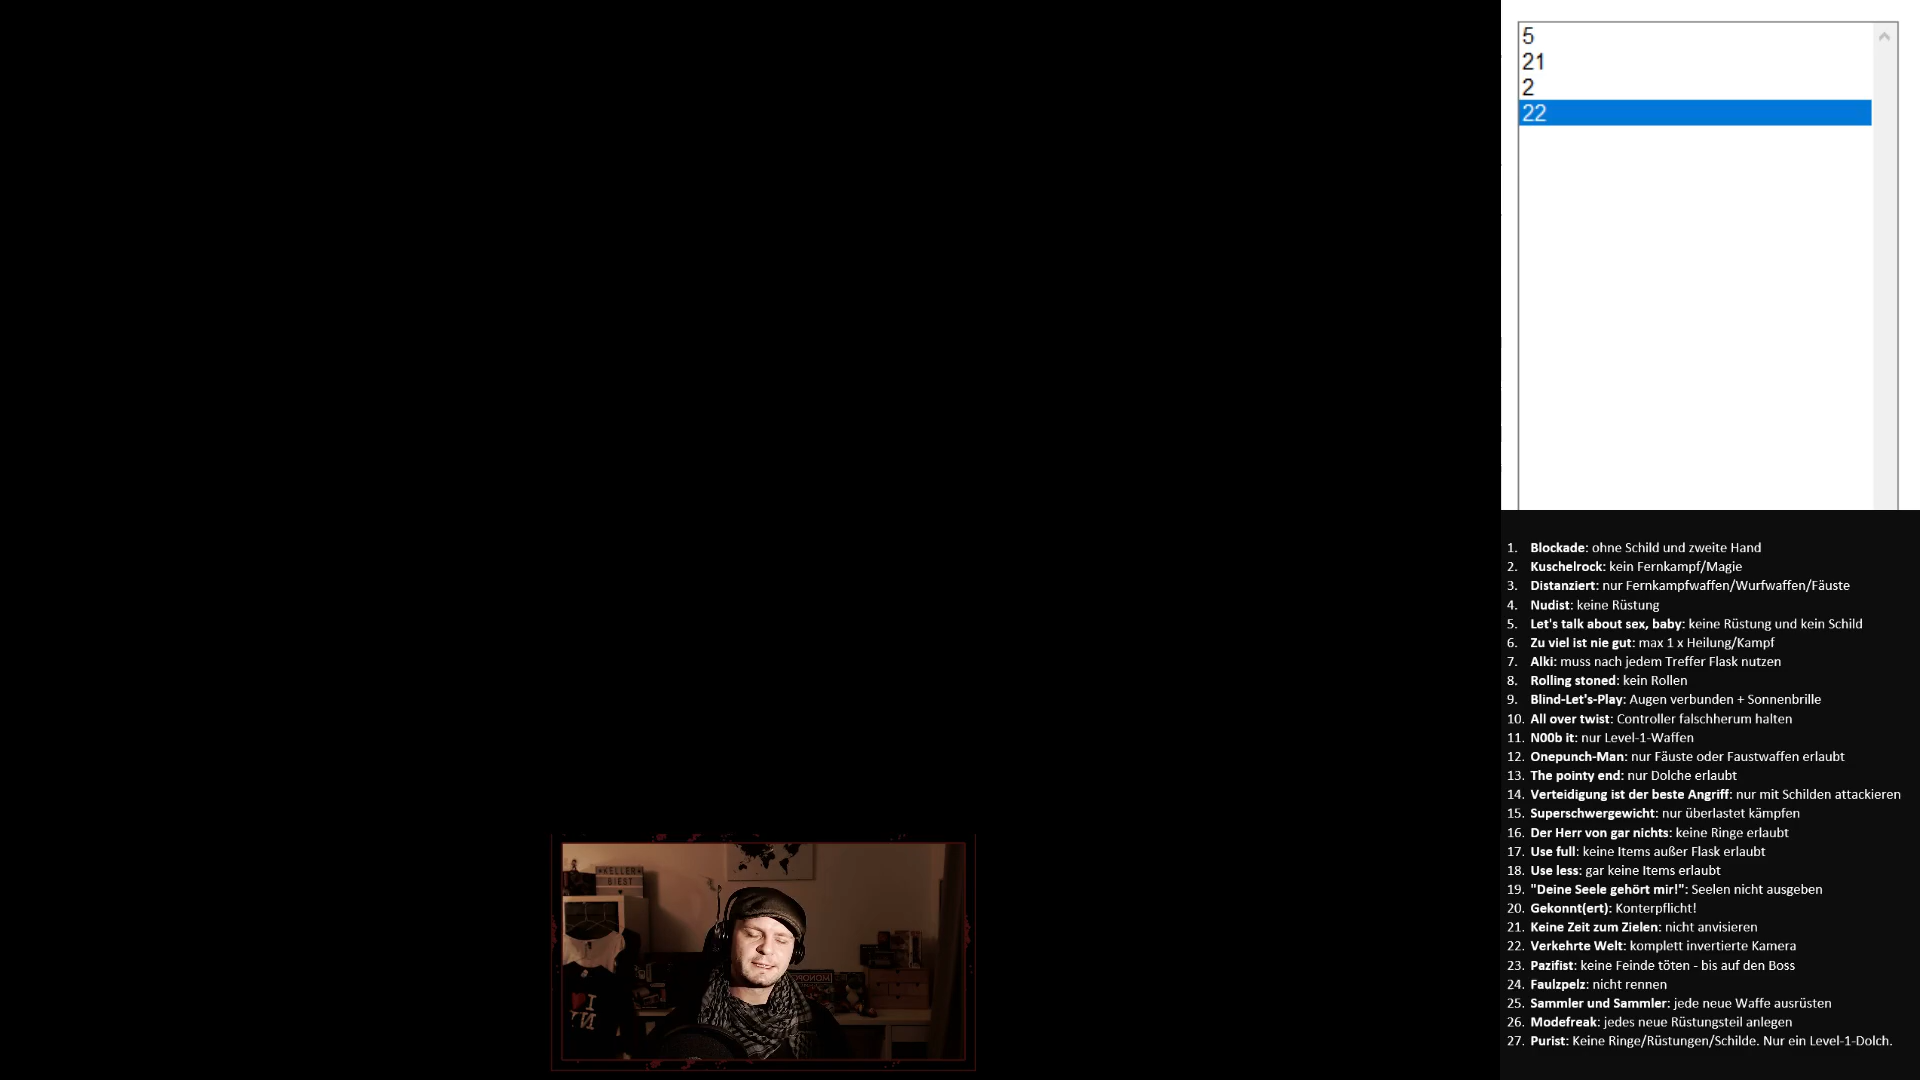 5
21
2
22
1. Blockade: ohne Schild und zweite Hand
2. Kuschelrock: kein Fernkampf/Magie
3. Distanziert: nur Fernkampfwaffen/Wurfwaffen/Fäuste
4. Nudist: keine Rüstung
5. Let's talk about sex, baby: keine Rüstung und kein Schild
6. Zu viel ist nie gut: max 1 x Heilung/Kampf
7. Alki: muss nach jedem Treffer Flask nutzen
8. Rolling stoned: kein Rollen
9. Blind-Let's-Play: Augen verbunden + Sonnenbrille
10. All over twist: Controller falschherum halten
11. N00b it: nur Level-1-Waffen
12. Onepunch-Man: nur Fäuste oder Faustwaffen erlaubt
13. The pointy end: nur Dolche erlaubt
14. Verteidigung ist der beste Angriff: nur mit Schilden attackieren
15. Superschwergewicht: nur überlastet kämpfen
16. Der Herr von gar nichts: keine Ringe erlaubt
17. Use full: keine Items außer Flask erlaubt
18. Use less: gar keine Items erlaubt
19. "Deine Seele gehört mir!": Seelen nicht ausgeben
20. Gekonnt(ert): Konterpflicht!
21. Keine Zeit zum Zielen: nicht anvisieren
22. Verkehrte Welt: komplett invertierte Kamera
23. Pazifist: keine Feinde töten - bis auf den Boss
24. Faulzpelz: nicht rennen
25. Sammler und Sammler: jede neue Waffe ausrüsten
26. Modefreak: jedes neue Rüstungsteil anlegen
27. Purist: Keine Ringe/Rüstungen/Schilde. Nur ein Level-1-Dolch.
KELLER
BIEST
MONOPO